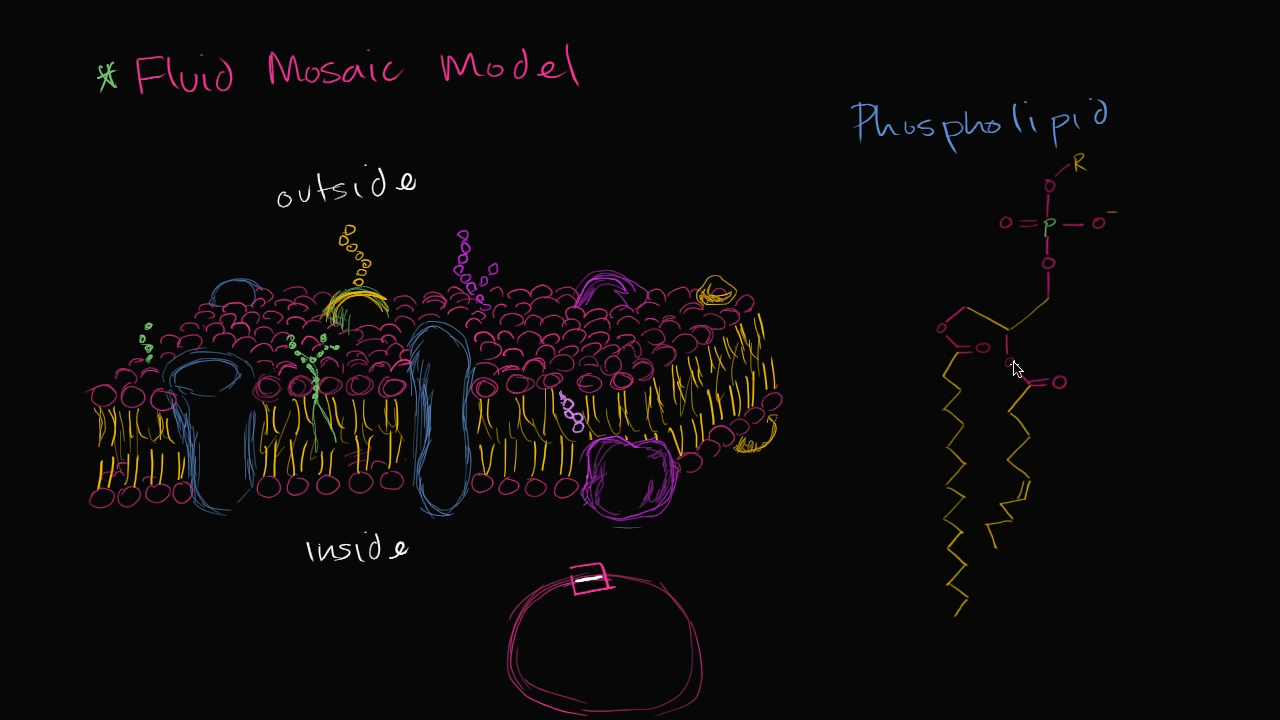 * Fluid Mosaic Model
Phospholipid
outside
R
O
O = P — O⁻
O
O
O
O
O
inside